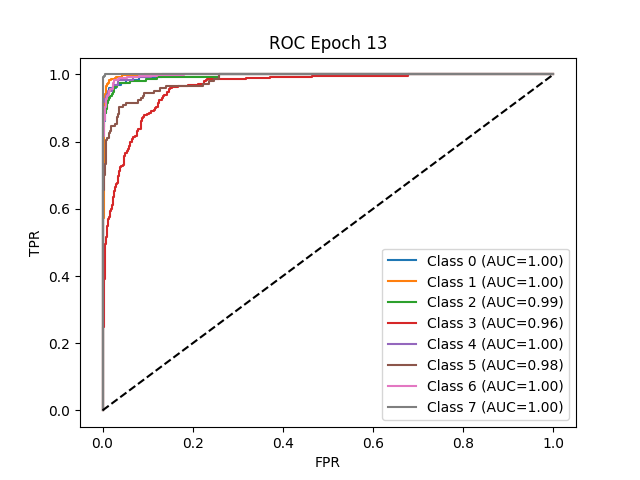 ROC Epoch 13
TPR
1.0
0.8
0.6
0.4
0.2
0.0
Class 0 (AUC=1.00)
Class 1 (AUC=1.00)
Class 2 (AUC=0.99)
Class 3 (AUC=0.96)
Class 4 (AUC=1.00)
Class 5 (AUC=0.98)
Class 6 (AUC=1.00)
Class 7 (AUC=1.00)
0.0 0.2 0.4 0.6 0.8 1.0
FPR